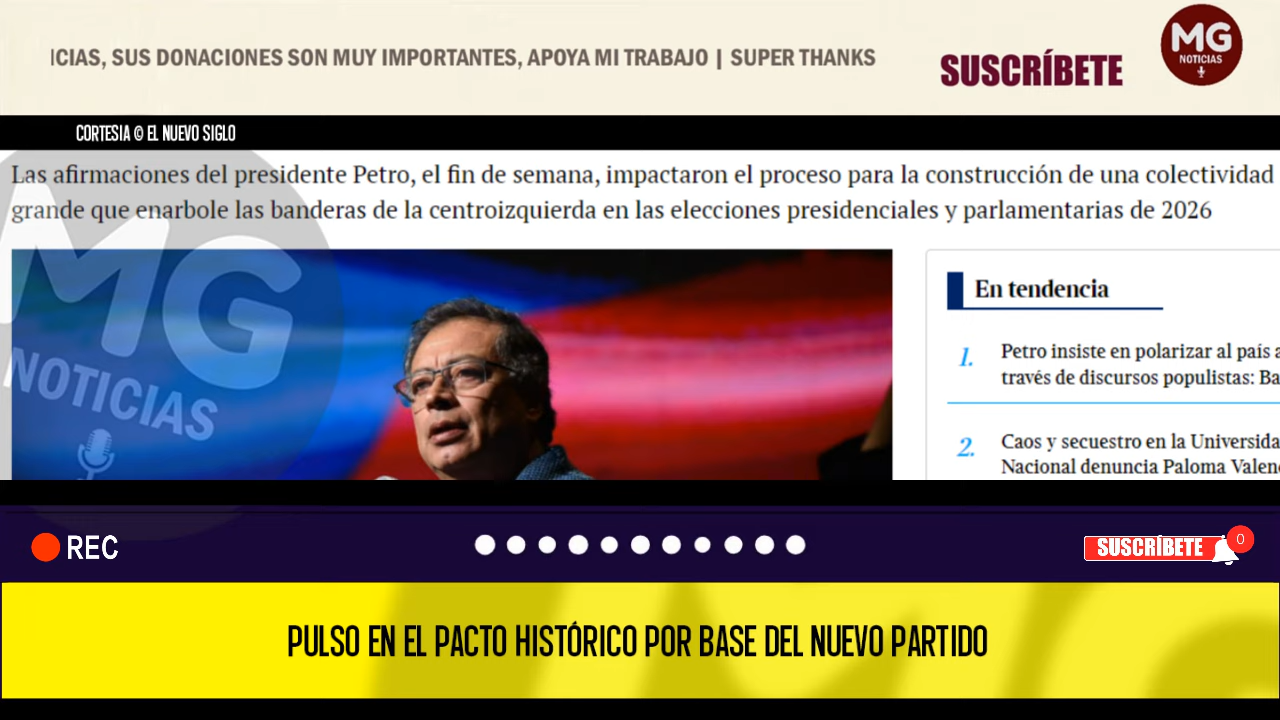 ICIAS, SUS DONACIONES SON MUY IMPORTANTES, APOYA MI TRABAJO | SUPER THANKS
SUSCRÍBETE
MG
NOTICIAS
CORTESIA © EL NUEVO SIGLO
Las afirmaciones del presidente Petro, el fin de semana, impactaron el proceso para la construcción de una colectividad
grande que enarbole las banderas de la centroizquierda en las elecciones presidenciales y parlamentarias de 2026
MG
NOTICIAS
En tendencia
1. Petro insiste en polarizar al país a
través de discursos populistas: Ba
2. Caos y secuestro en la Universida
Nacional denuncia Paloma Valen
REC
SUSCRÍBETE
0
PULSO EN EL PACTO HISTÓRICO POR BASE DEL NUEVO PARTIDO